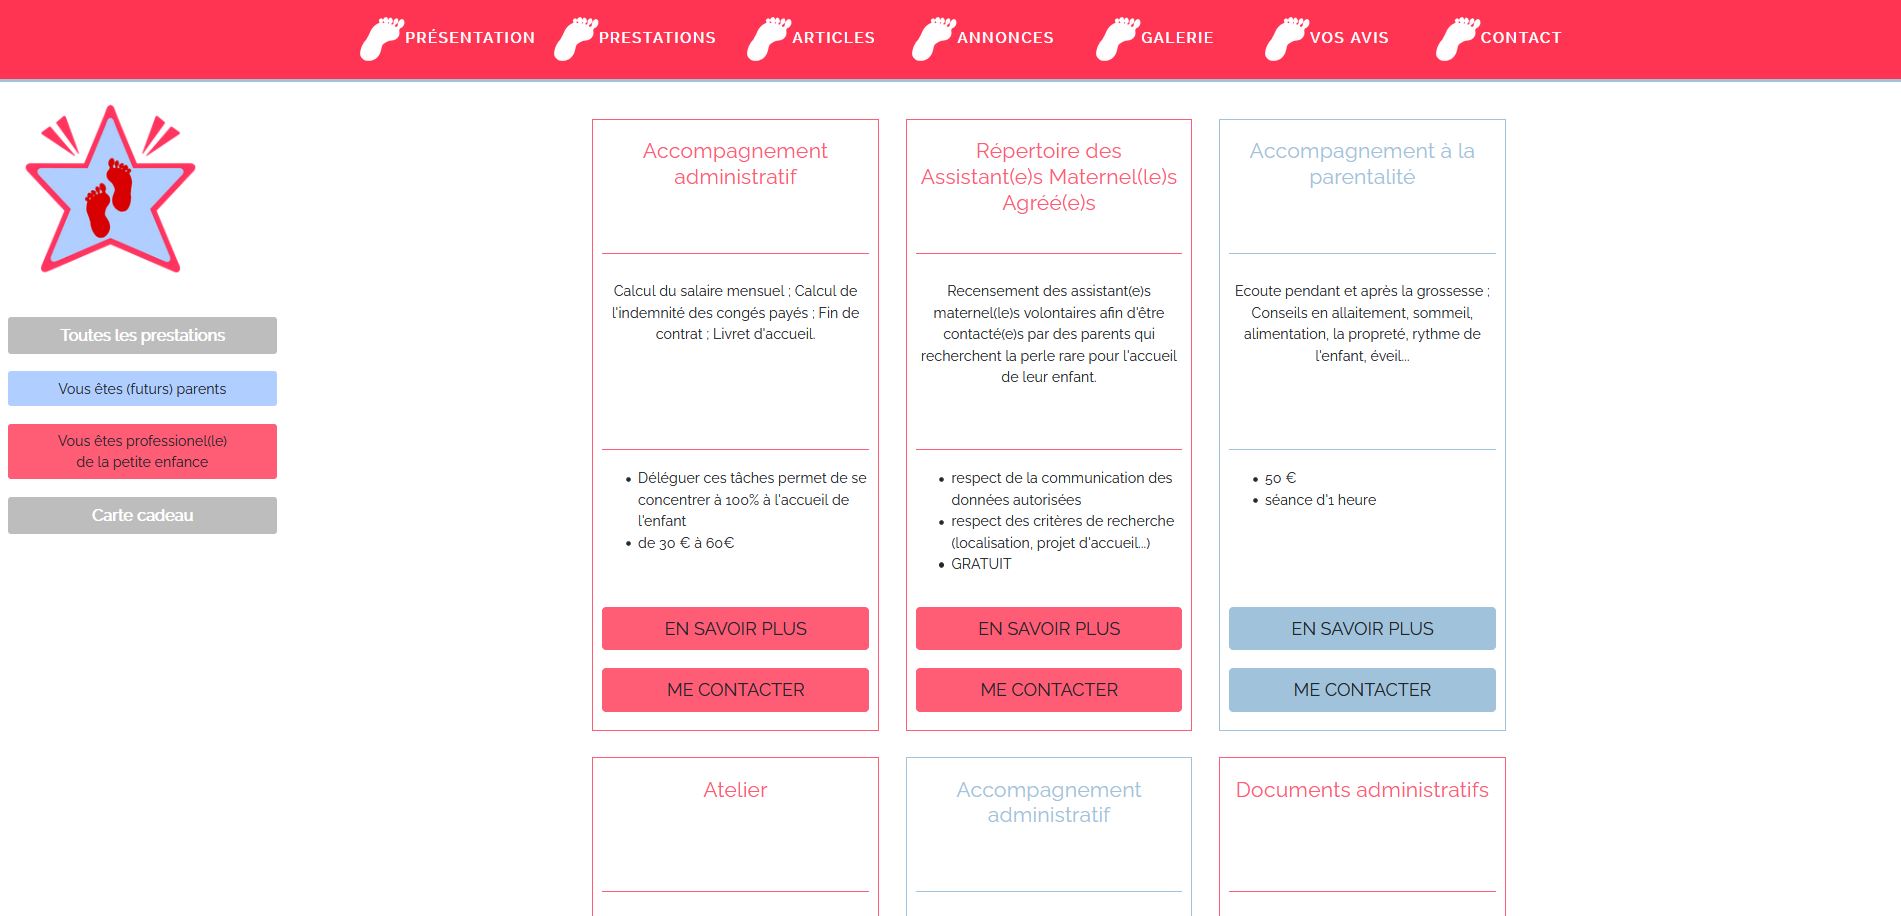 PRÉSENTATION
PRESTATIONS
ARTICLES
ANNONCES
GALERIE
VOS AVIS
CONTACT
Toutes les prestations
Vous êtes (futurs) parents
Vous êtes professionel(le)
de la petite enfance
Carte cadeau
Accompagnement
administratif
Calcul du salaire mensuel ; Calcul de
l'indemnité des congés payés ; Fin de
contrat ; Livret d'accueil.
• Déléguer ces tâches permet de se
concentrer à 100% à l'accueil de
l'enfant
• de 30 € à 60€
EN SAVOIR PLUS
ME CONTACTER
Répertoire des
Assistant(e)s Maternel(le)s
Agréé(e)s
Recensement des assistant(e)s
maternel(le)s volontaires afin d'être
contacté(e)s par des parents qui
recherchent la perle rare pour l'accueil
de leur enfant.
• respect de la communication des
données autorisées
• respect des critères de recherche
(localisation, projet d'accueil...)
• GRATUIT
EN SAVOIR PLUS
ME CONTACTER
Accompagnement à la
parentalité
Ecoute pendant et après la grossesse ;
Conseils en allaitement, sommeil,
alimentation, la propreté, rythme de
l'enfant, éveil...
• 50 €
• séance d'1 heure
EN SAVOIR PLUS
ME CONTACTER
Atelier
Accompagnement
administratif
Documents administratifs